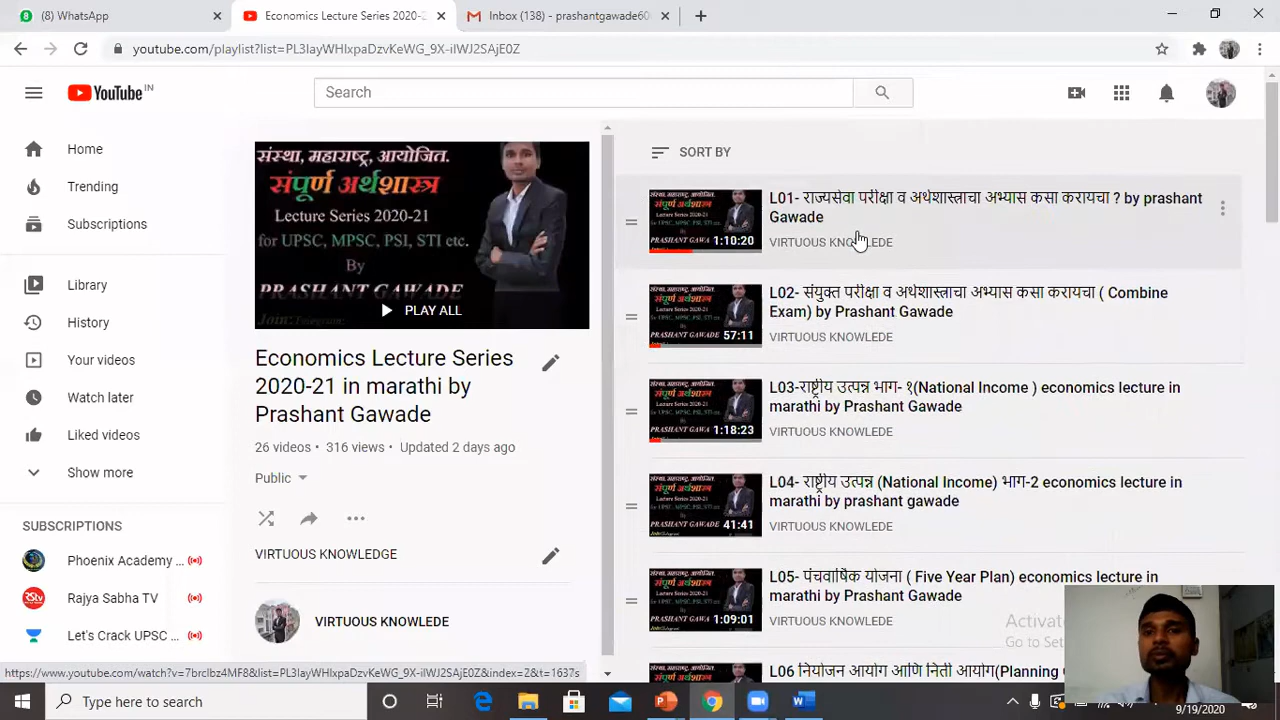 (8) WhatsApp
Economics Lecture Series 2020-2
Inbox (138) - prashantgawade60
youtube.com/playlist?list=PL3IayWHIxpaDzvKeWG_9X-iIWJ2SAjE0Z
YouTube IN
Search
Home
Trending
Subscriptions
Library
History
Your videos
Watch later
Liked videos
Show more
SUBSCRIPTIONS
Phoenix Academy ...
Rajya Sabha TV
Let's Crack UPSC ...
संस्था, महाराष्ट्र, आयोजित.
संपूर्ण अर्थशास्त्र
Lecture Series 2020-21
for UPSC, MPSC, PSI, STI etc.
By
PRASHANT GAWADE
PLAY ALL
Economics Lecture Series
2020-21 in marathi by
Prashant Gawade
26 videos · 316 views · Updated 2 days ago
Public
VIRTUOUS KNOWLEDGE
VIRTUOUS KNOWLEDE
SORT BY
L01- राज्यसेवा परीक्षा व अर्थशास्त्राचा अभ्यास कसा करायचा ? by prashant
Gawade
VIRTUOUS KNOWLEDE
1:10:20
L02- संयुक्त परीक्षा व अर्थशास्त्राचा अभ्यास कसा करायचा ( Combine
Exam) by Prashant Gawade
VIRTUOUS KNOWLEDE
57:11
L03-राष्ट्रीय उत्पन्न भाग- १(National Income ) economics lecture in
marathi by Prashant Gawade
VIRTUOUS KNOWLEDE
1:18:23
L04- राष्ट्रीय उत्पन्न (National Income) भाग-2 economics lecture in
marathi by prashant gawade
VIRTUOUS KNOWLEDE
41:41
L05- पंचवार्षिक योजना ( Five Year Plan) economics lecture in
marathi by Prashant Gawade
VIRTUOUS KNOWLEDE
1:09:01
L06 नियोजन आयोग आणि निती आयोग(Planning
Activat
Go to Set
https://www.youtube.com/watch?v=7brclbz4MF8&list=PL3IayWHIxpaDzvKeWG_9X-iIWJ2SAjE0Z&index=2&t=1637s
Type here to search
9/19/2020